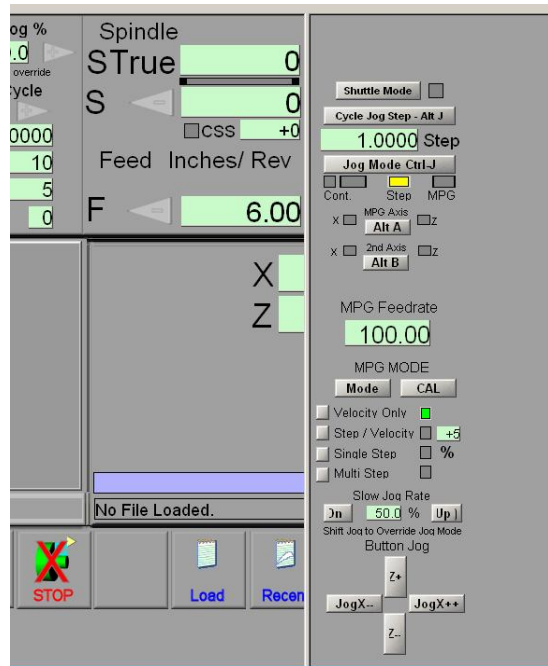 og %
.0
override
ycle
0000
10
5
0
Spindle
STrue 0
S 0
CSS +0
Feed Inches/ Rev
F 6.00
X
Z
No File Loaded.
STOP
Load
Recen
Shuttle Mode
Cycle Jog Step - Alt J
1.0000 Step
Jog Mode Ctrl-J
Cont. Step MPG
X MPG Axis Z
Alt A
X 2nd Axis Z
Alt B
MPG Feedrate
100.00
MPG MODE
Mode CAL
Velocity Only
Step / Velocity +5
Single Step %
Multi Step
Slow Jog Rate
Dn 50.0 % Up }
Shift Jog to Override Jog Mode
Button Jog
Z+
JogX-- JogX++
Z--